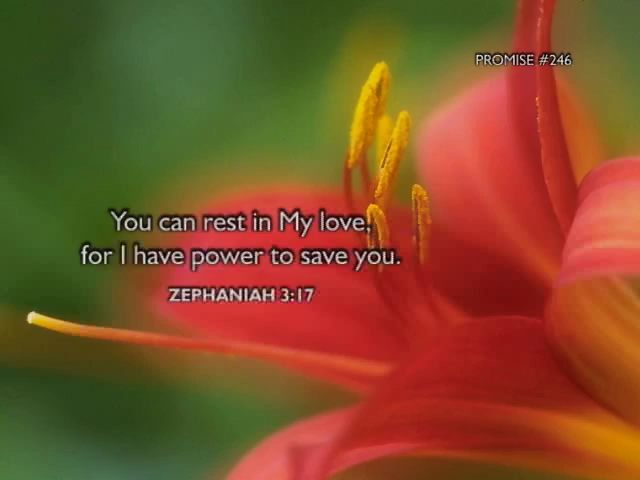 PROMISE #246
You can rest in My love,
for I have power to save you.
ZEPHANIAH 3:17